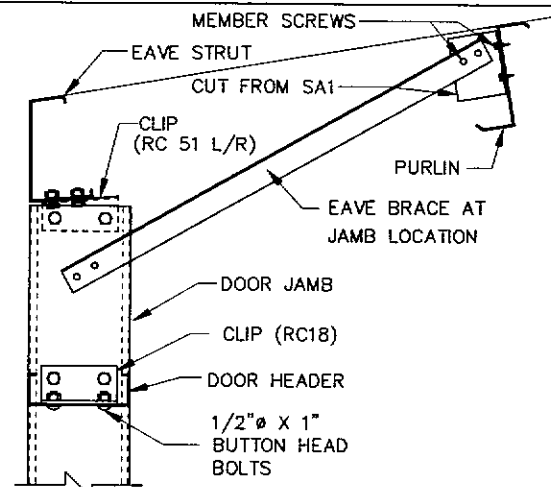 MEMBER SCREWS
EAVE STRUT
CUT FROM SA1
CLIP
(RC 51 L/R)
PURLIN
EAVE BRACE AT
JAMB LOCATION
DOOR JAMB
CLIP (RC18)
DOOR HEADER
1/2"ø X 1"
BUTTON HEAD
BOLTS